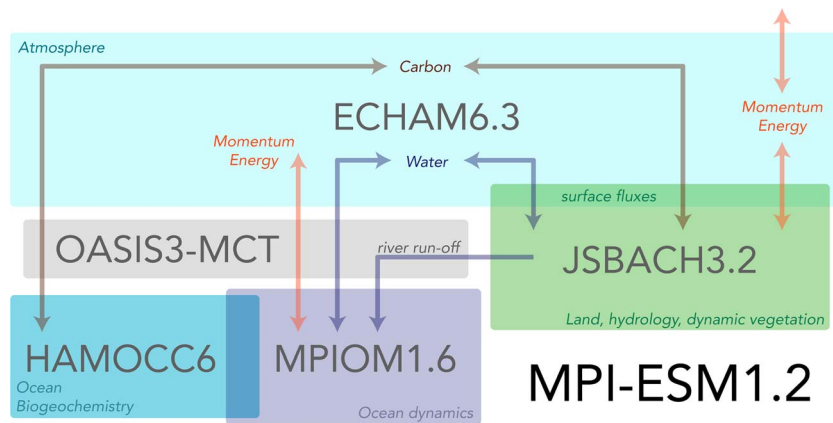 Atmosphere
Carbon
ECHAM6.3
Momentum
Energy
Momentum
Energy
Water
surface fluxes
OASIS3-MCT
river run-off
JSBACH3.2
Land, hydrology, dynamic vegetation
HAMOCC6
MPIOM1.6
Ocean
Biogeochemistry
Ocean dynamics
MPI-ESM1.2